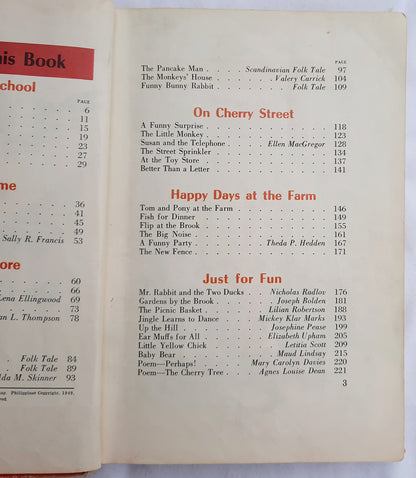 his Book
chool
PAGE
6
11
15
19
23
27
29
me
36
41
45
49
Sally R. Francis 53
ore
60
69
Lena Ellingwood 73
an L. Thompson 78
Folk Tale 84
Folk Tale 89
lda M. Skinner 93
ny. Philippines Copyright, 1949,
rved
PAGE
The Pancake Man . . . . Scandinavian Folk Tale 97
The Monkeys' House . . . . . Valery Carrick 104
Funny Bunny Rabbit . . . . . Folk Tale 109
On Cherry Street
A Funny Surprise 118
The Little Monkey 123
Susan and the Telephone . . . . Ellen MacGregor 128
The Street Sprinkler 134
At the Toy Store 137
Better Than a Letter 141
Happy Days at the Farm
Tom and Pony at the Farm 146
Fish for Dinner 149
Flip at the Brook 155
The Big Noise 161
A Funny Party . . . . . Theda P. Hedden 167
The New Fence 171
Just for Fun
Mr. Rabbit and the Two Ducks . Nicholas Radlov 176
Gardens by the Brook . . . . . Joseph Bolden 181
The Picnic Basket . . . . . Lilian Robertson 188
Jingle Learns to Dance . . . . Mickey Klar Marks 193
Up the Hill . . . . . Josephine Pease 199
Ear Muffs for All . . . . . Elizabeth Upham 205
Little Yellow Chick . . . . . Letitia Scott 209
Baby Bear . . . . . Maud Lindsay 215
Poem—Perhaps! . . . . Mary Carolyn Davies 220
Poem—The Cherry Tree . . . Agnes Louise Dean 221
3